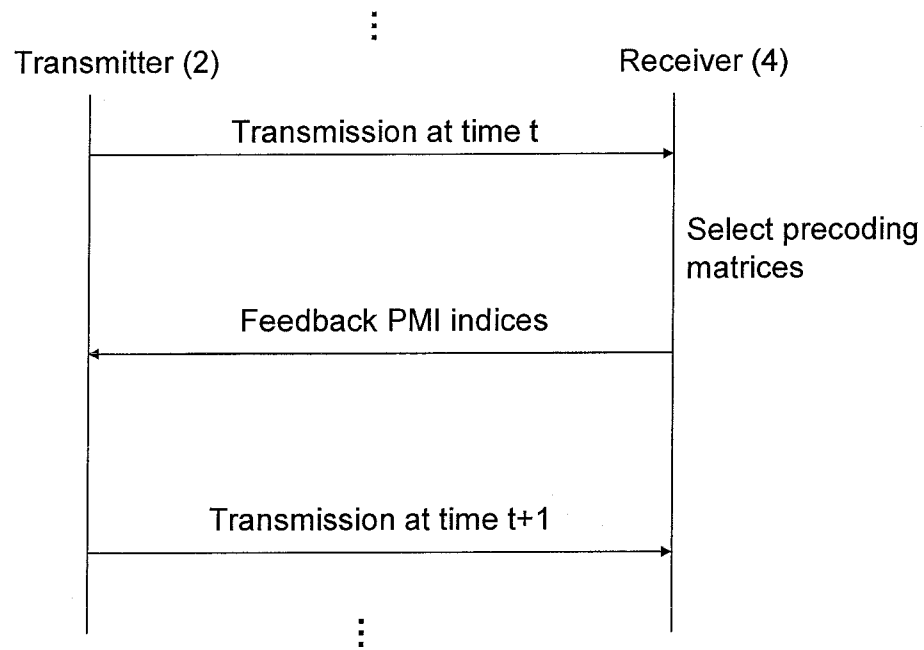 Transmitter (2)
Receiver (4)
Transmission at time t
Select precoding
matrices
Feedback PMI indices
Transmission at time t+1